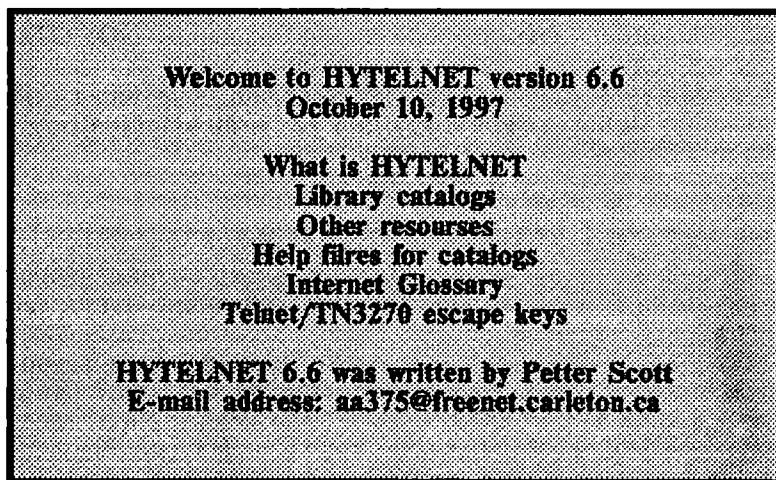 Welcome to HYTELNET version 6.6
October 10, 1997
What is HYTELNET
Library catalogs
Other resourses
Help filres for catalogs
Internet Glossary
Telnet/TN3270 escape keys
HYTELNET 6.6 was written by Petter Scott
E-mail address: aa375@freenet.carleton.ca